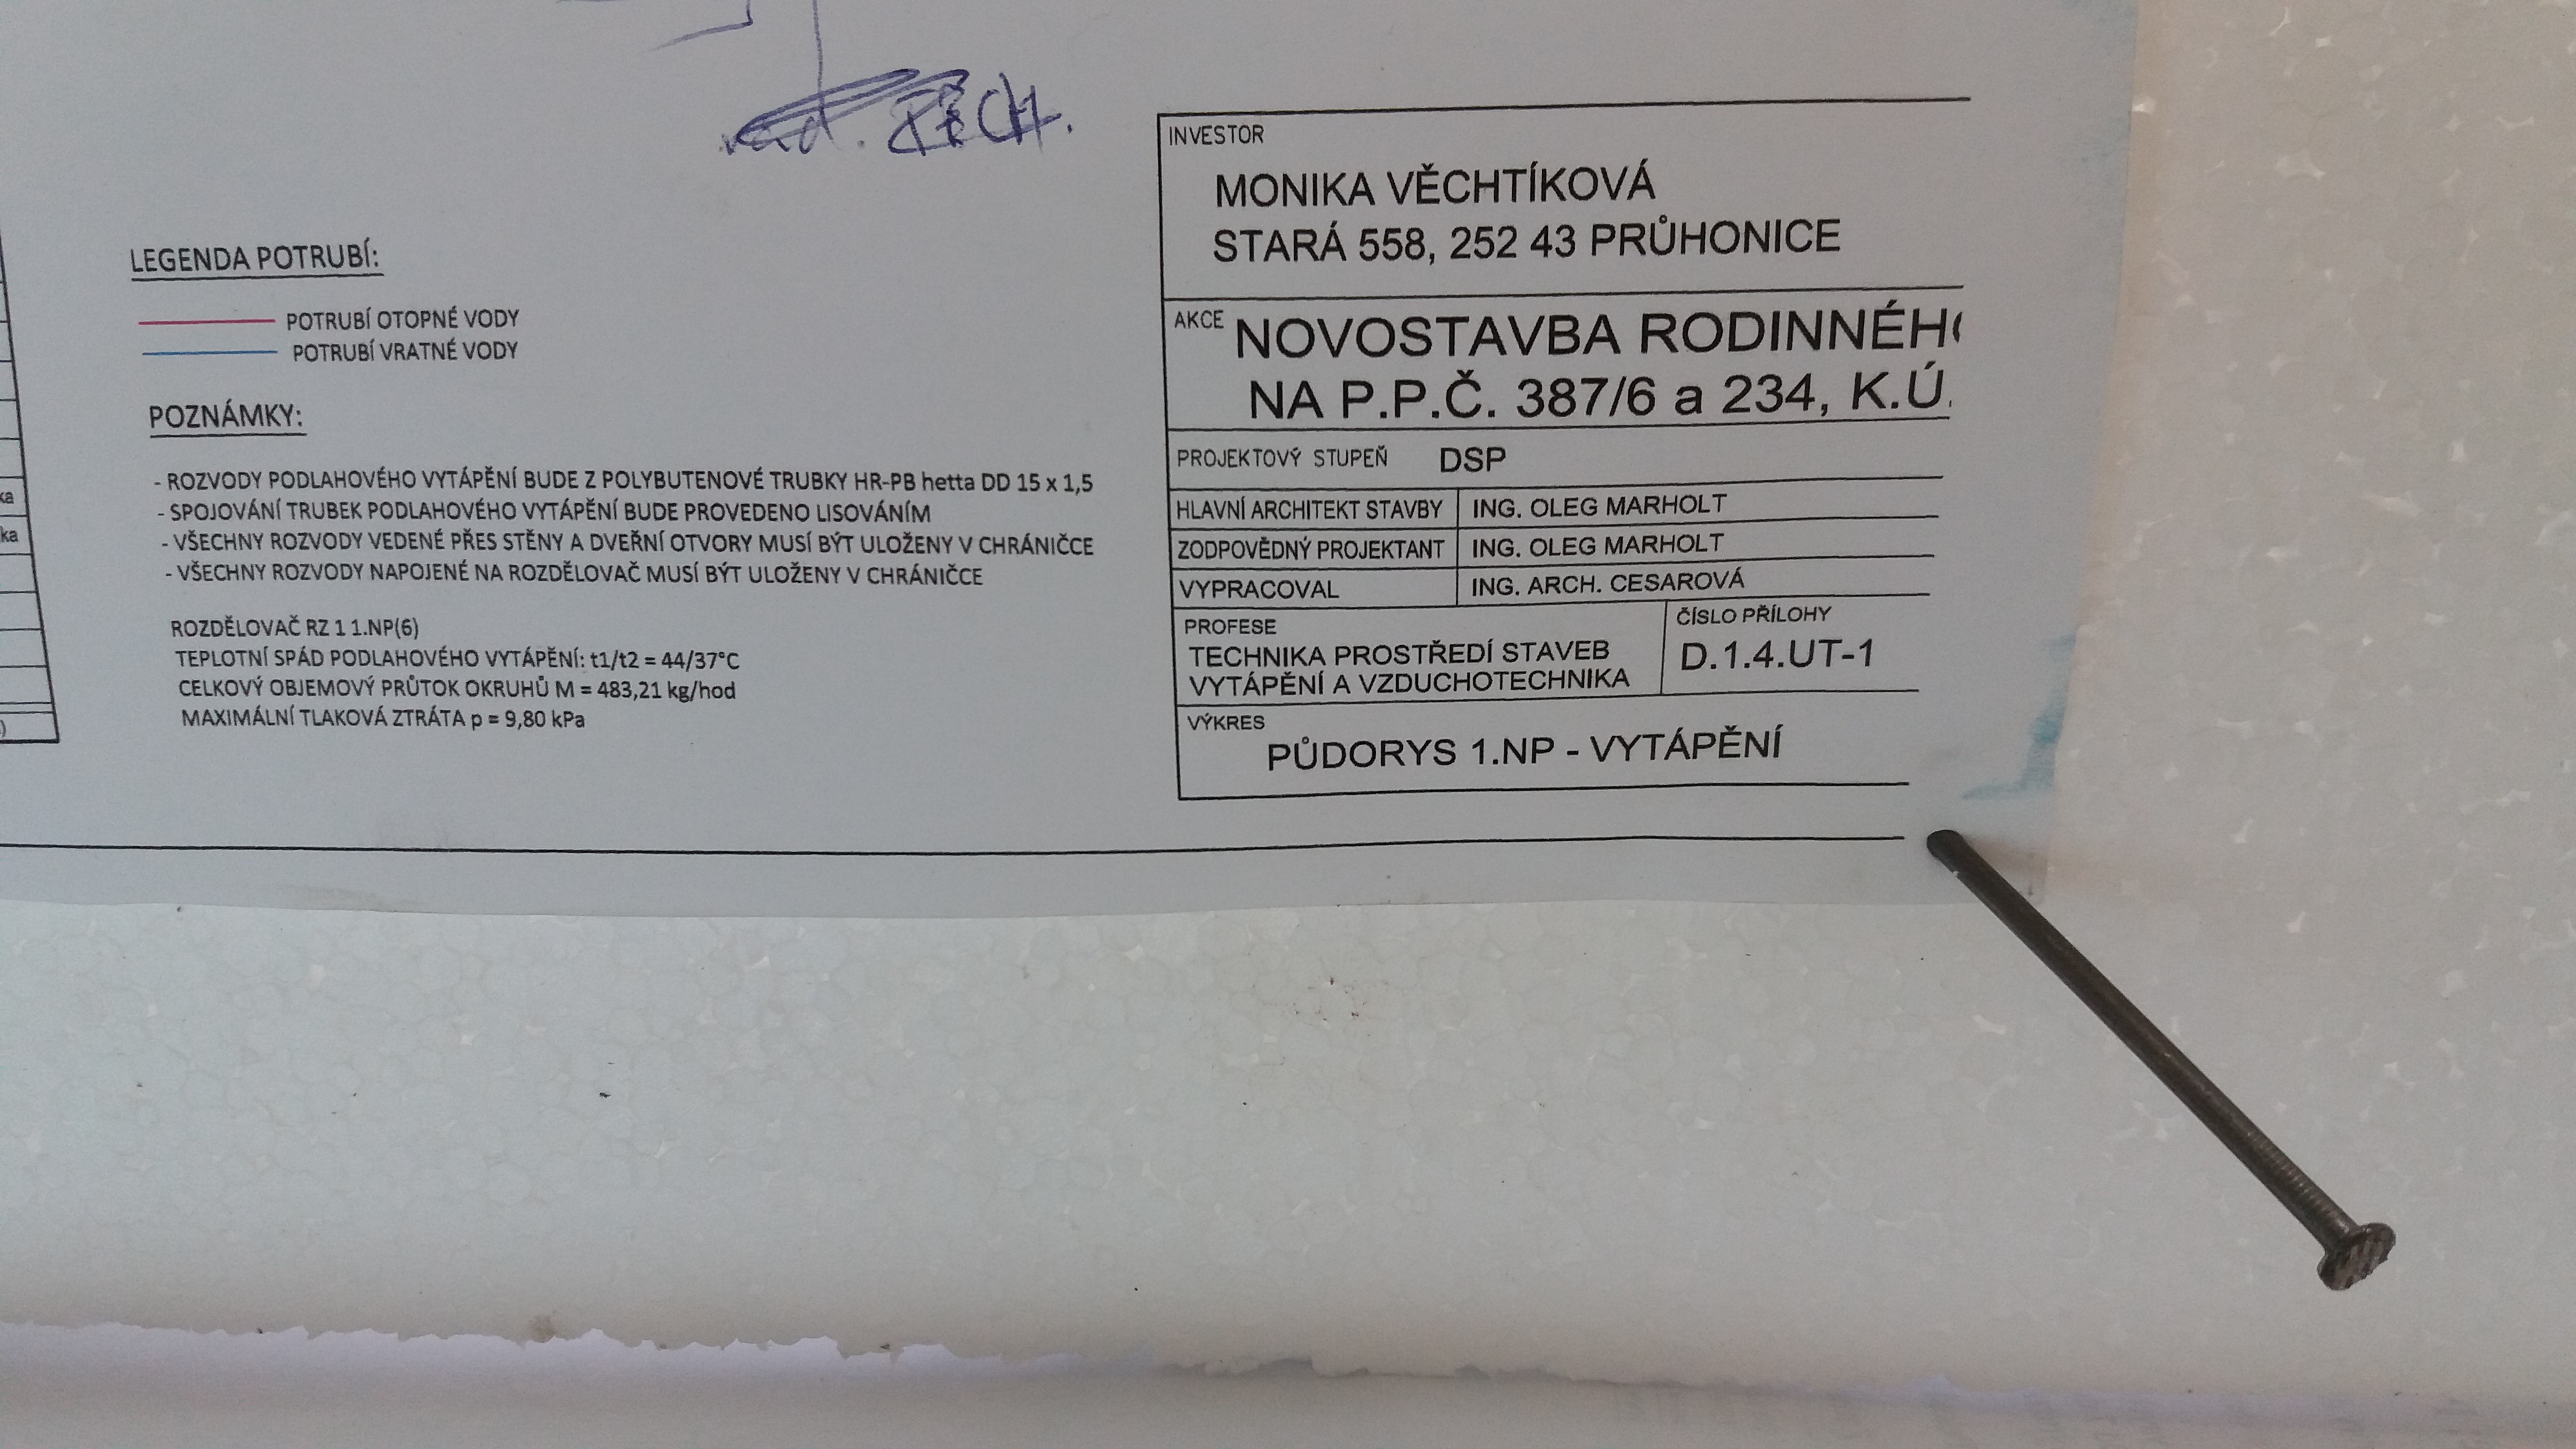 LEGENDA POTRUBÍ:
POTRUBÍ OTOPNÉ VODY
POTRUBÍ VRATNÉ VODY
POZNÁMKY:
- ROZVODY PODLAHOVÉHO VYTÁPĚNÍ BUDE Z POLYBUTENOVÉ TRUBKY HR-PB hetta DD 15 x 1,5
- SPOJOVÁNÍ TRUBEK PODLAHOVÉHO VYTÁPĚNÍ BUDE PROVEDENO LISOVÁNÍM
- VŠECHNY ROZVODY VEDENÉ PŘES STĚNY A DVEŘNÍ OTVORY MUSÍ BÝT ULOŽENY V CHRÁNIČCE
- VŠECHNY ROZVODY NAPOJENÉ NA ROZDĚLOVAČ MUSÍ BÝT ULOŽENY V CHRÁNIČCE
ROZDĚLOVAČ RZ 1 1.NP(6)
TEPLOTNÍ SPÁD PODLAHOVÉHO VYTÁPĚNÍ: t1/t2 = 44/37°C
CELKOVÝ OBJEMOVÝ PRŮTOK OKRUHŮ M = 483,21 kg/hod
MAXIMÁLNÍ TLAKOVÁ ZTRÁTA p = 9,80 kPa
INVESTOR
MONIKA VĚCHTÍKOVÁ
STARÁ 558, 252 43 PRŮHONICE
AKCE NOVOSTAVBA RODINNÉH
NA P.P.Č. 387/6 a 234, K.Ú.
PROJEKTOVÝ STUPEŇ DSP
HLAVNÍ ARCHITEKT STAVBY ING. OLEG MARHOLT
ZODPOVĚDNÝ PROJEKTANT ING. OLEG MARHOLT
VYPRACOVAL ING. ARCH. CESAROVÁ
PROFESE
TECHNIKA PROSTŘEDÍ STAVEB
VYTÁPĚNÍ A VZDUCHOTECHNIKA
ČÍSLO PŘÍLOHY
D.1.4.UT-1
VÝKRES
PŮDORYS 1.NP - VYTÁPĚNÍ